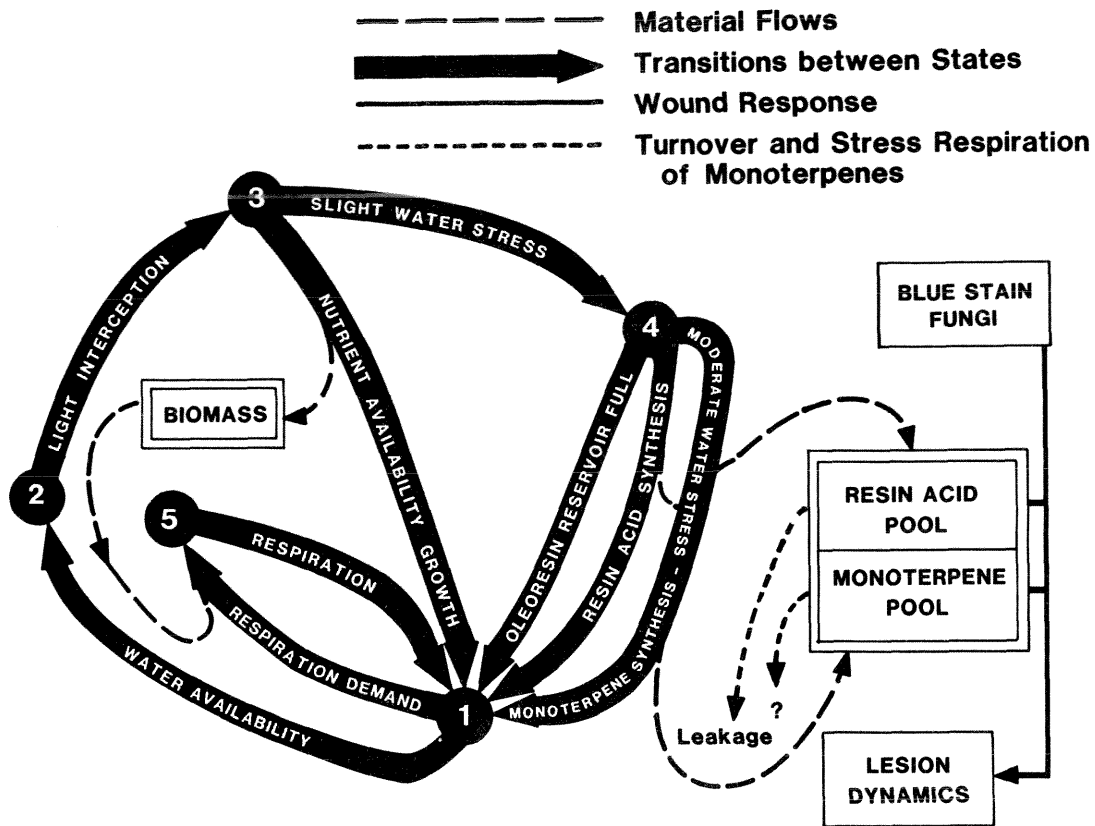 Material Flows
Transitions between States
Wound Response
Turnover and Stress Respiration
of Monoterpenes
3
SLIGHT WATER STRESS
LIGHT INTERCEPTION
NUTRIENT AVAILABILITY GROWTH
4
MODERATE WATER STRESS - MONOTERPENE SYNTHESIS
OLEORESIN RESERVOIR FULL
RESIN ACID SYNTHESIS
BLUE STAIN
FUNGI
BIOMASS
2
5
RESPIRATION
RESPIRATION DEMAND
WATER AVAILABILITY
1
RESIN ACID
POOL
MONOTERPENE
POOL
?
Leakage
LESION
DYNAMICS